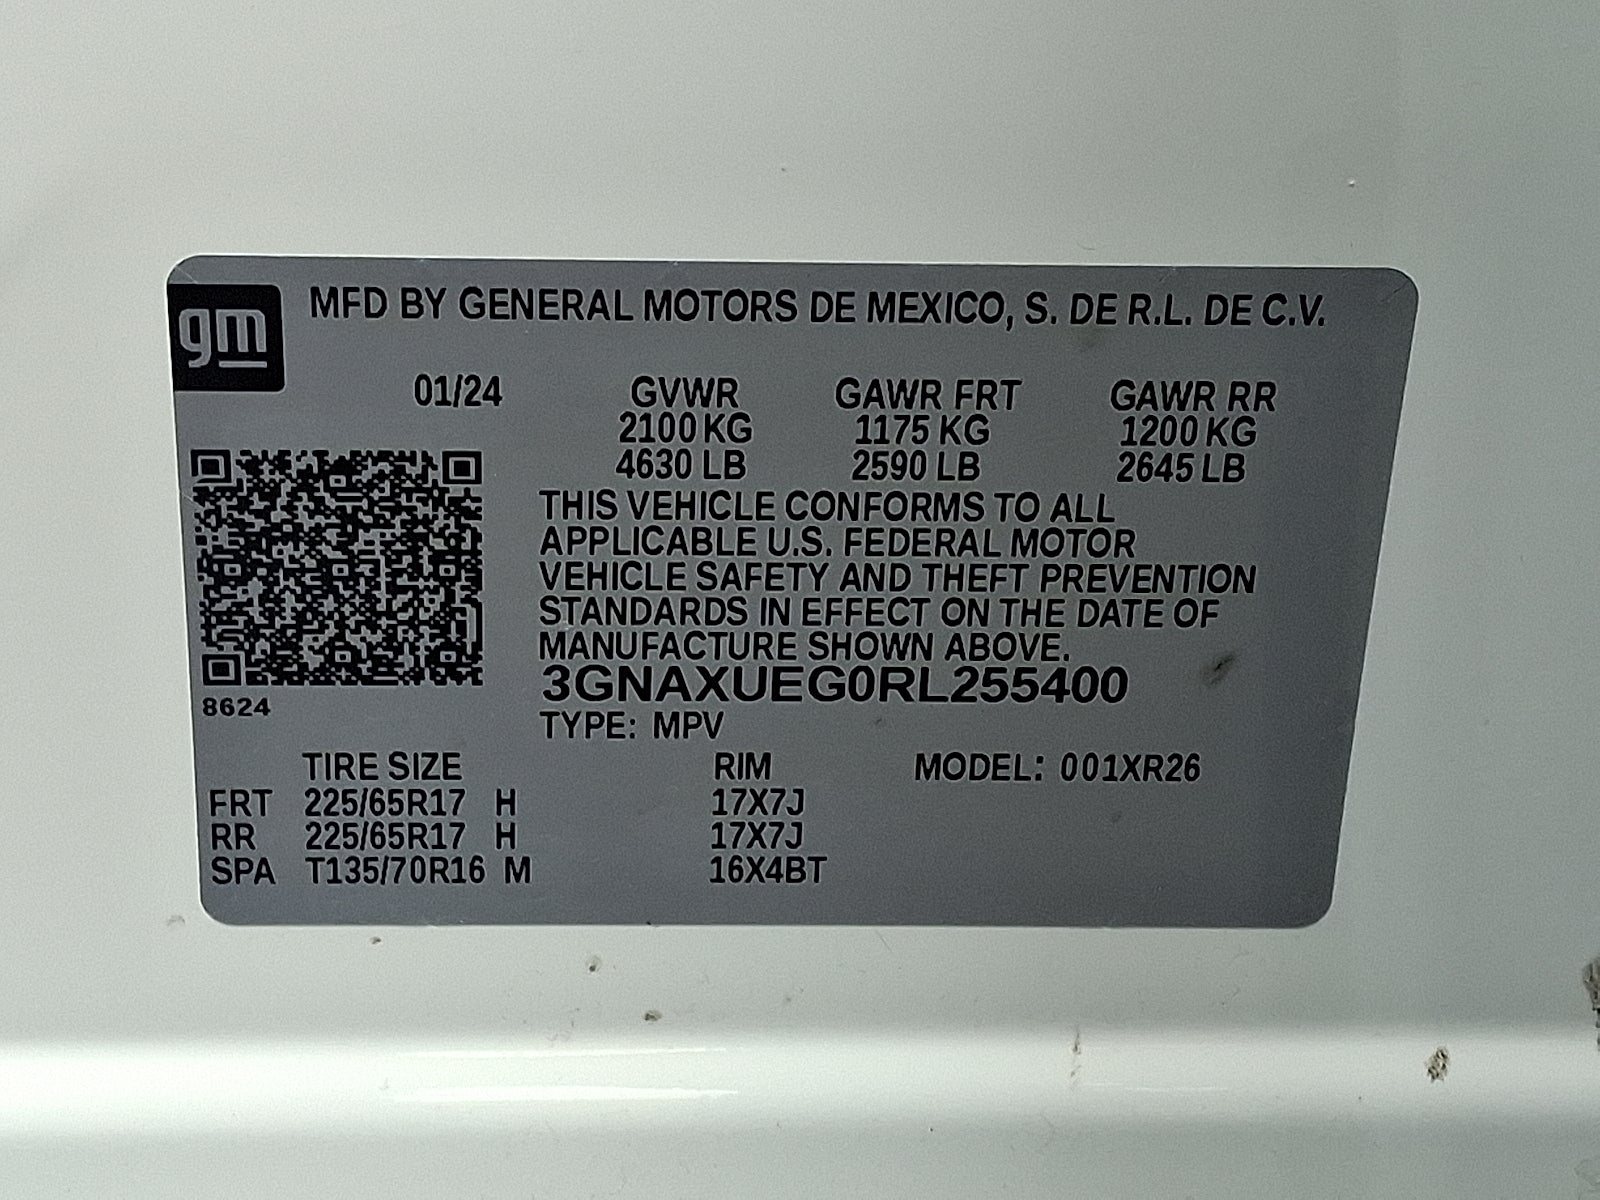 gm MFD BY GENERAL MOTORS DE MEXICO, S. DE R.L. DE C.V.
01/24 GVWR GAWR FRT GAWR RR
2100 KG 1175 KG 1200 KG
4630 LB 2590 LB 2645 LB
THIS VEHICLE CONFORMS TO ALL
APPLICABLE U.S. FEDERAL MOTOR
VEHICLE SAFETY AND THEFT PREVENTION
STANDARDS IN EFFECT ON THE DATE OF
MANUFACTURE SHOWN ABOVE.
3GNAXUEG0RL255400
8624
TYPE: MPV
TIRE SIZE RIM MODEL: 001XR26
FRT 225/65R17 H 17X7J
RR 225/65R17 H 17X7J
SPA T135/70R16 M 16X4BT